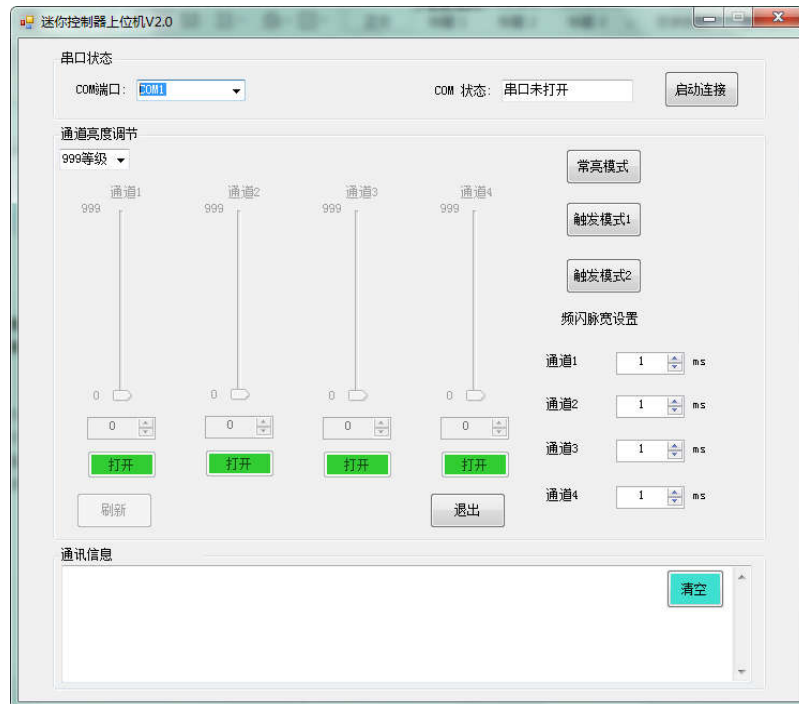 迷你控制器上位机V2.0
串口状态
COM端口: COM1
COM 状态: 串口未打开
启动连接
通道亮度调节
999等级
常亮模式
通道1 通道2 通道3 通道4
999 999 999 999
触发模式1
触发模式2
频闪脉宽设置
通道1 1 ms
0 0 0 0
通道2 1 ms
0 0 0 0
通道3 1 ms
打开 打开 打开 打开
通道4 1 ms
刷新 退出
通讯信息
清空